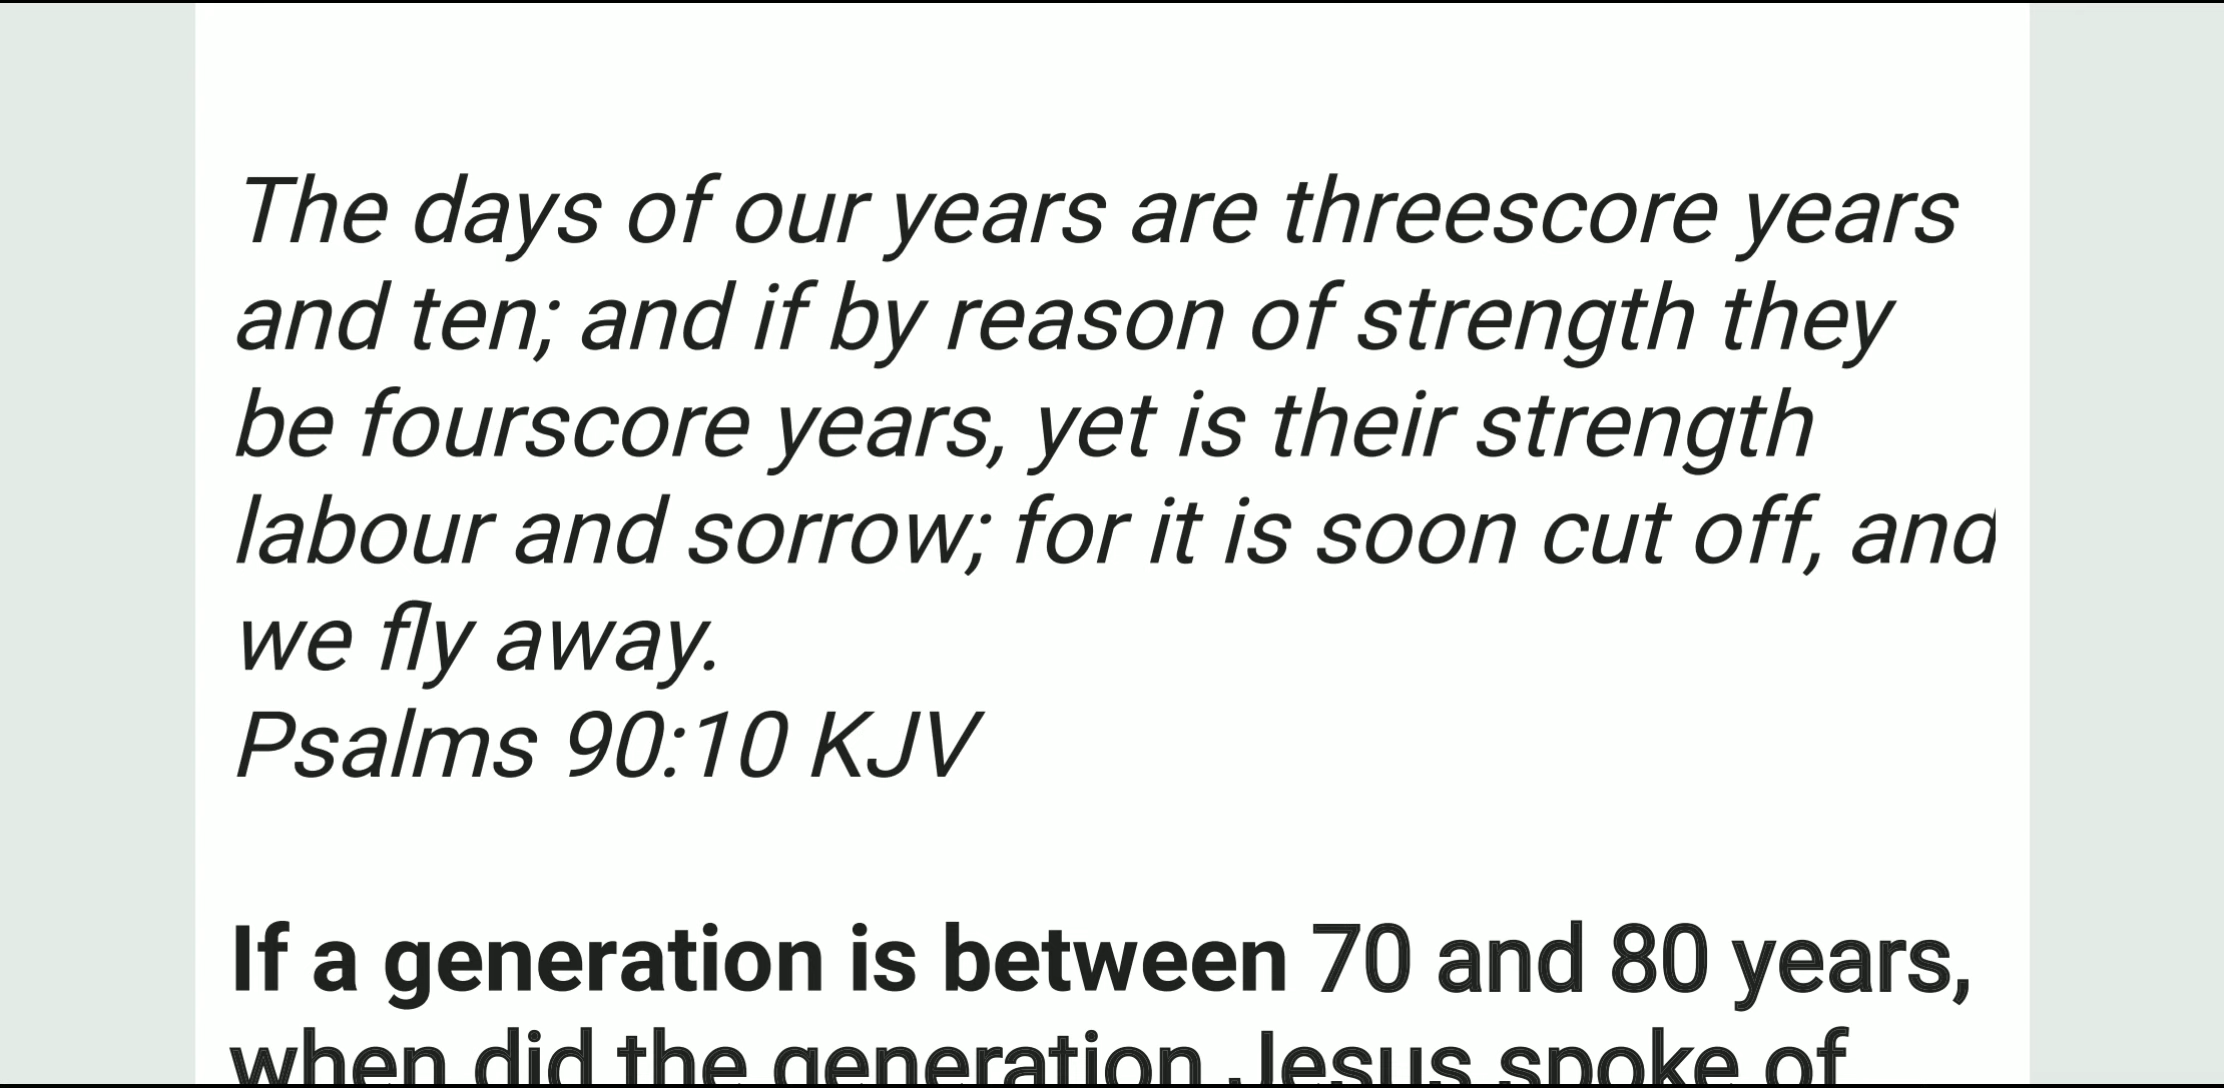 The days of our years are threescore years
and ten; and if by reason of strength they
be fourscore years, yet is their strength
labour and sorrow; for it is soon cut off, and
we fly away.
Psalms 90:10 KJV
If a generation is between 70 and 80 years,
when did the generation Jesus spoke of